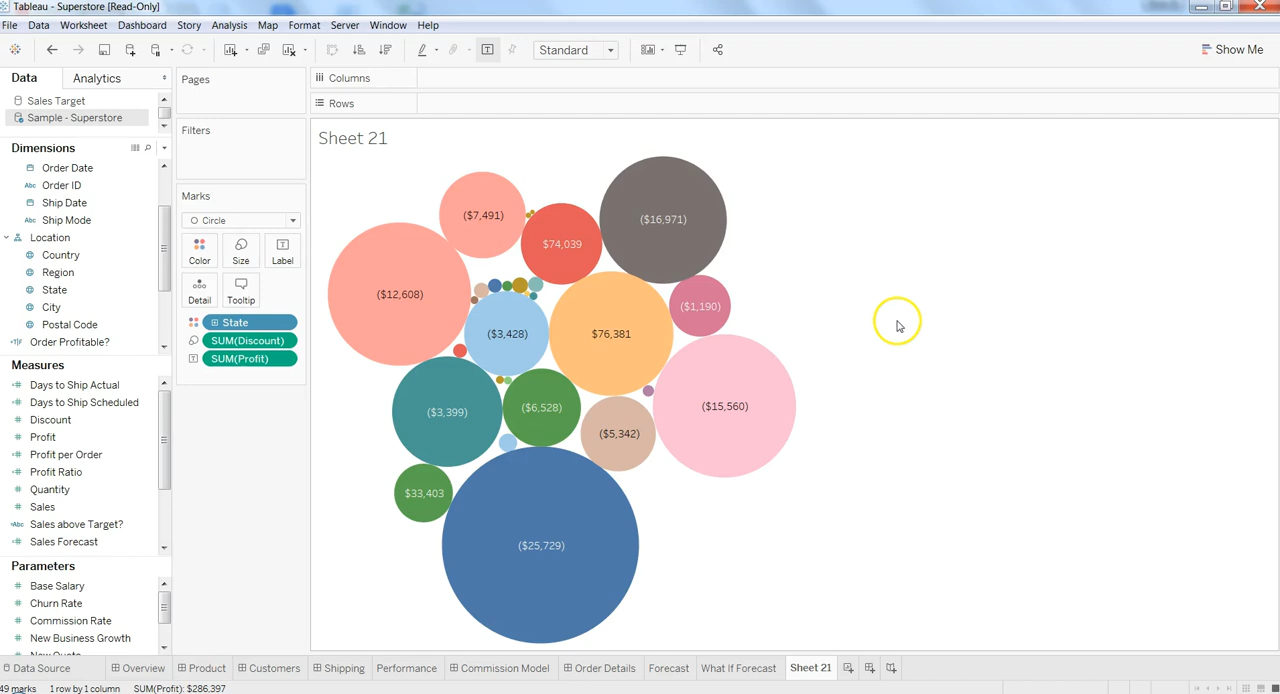 Tableau - Superstore [Read-Only]
File Data Worksheet Dashboard Story Analysis Map Format Server Window Help
Standard
Show Me
Data Analytics
Sales Target
Sample - Superstore
Dimensions
Order Date
Abc Order ID
Ship Date
Abc Ship Mode
Location
Country
Region
State
City
Postal Code
Order Profitable?
Measures
Days to Ship Actual
Days to Ship Scheduled
Discount
Profit
Profit per Order
Profit Ratio
Quantity
Sales
Abc Sales above Target?
Sales Forecast
Parameters
Base Salary
Churn Rate
Commission Rate
New Business Growth
Pages
Filters
Marks
Circle
Color Size Label
Detail Tooltip
State
SUM(Discount)
SUM(Profit)
Columns
Rows
Sheet 21
($7,491)
($16,971)
$74,039
($12,608)
($1,190)
($3,428)
$76,381
($15,560)
($3,399)
($6,528)
($5,342)
$33,403
($25,729)
Data Source Overview Product Customers Shipping Performance Commission Model Order Details Forecast What If Forecast Sheet 21
49 marks 1 row by 1 column SUM(Profit): $286,397